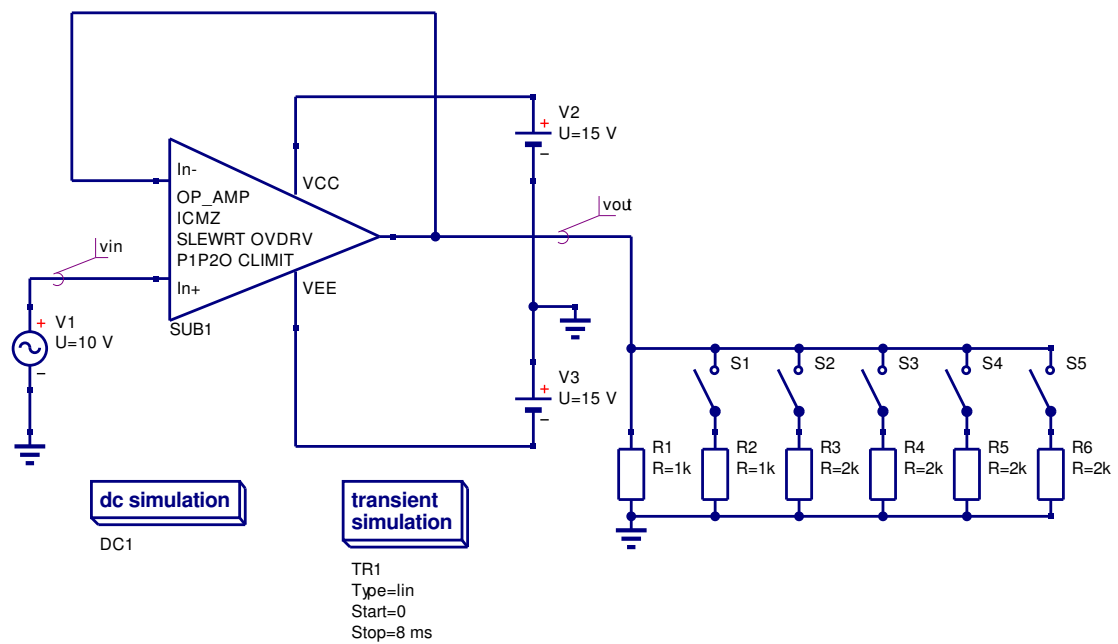 V2
U=15 V
In-
VCC
OP_AMP
ICMZ
SLEWRT OVDRV
P1P2O CLIMIT
In+
VEE
SUB1
vin
vout
V1
U=10 V
V3
U=15 V
S1
S2
S3
S4
S5
R1
R=1k
R2
R=1k
R3
R=2k
R4
R=2k
R5
R=2k
R6
R=2k
dc simulation
DC1
transient
simulation
TR1
Type=lin
Start=0
Stop=8 ms